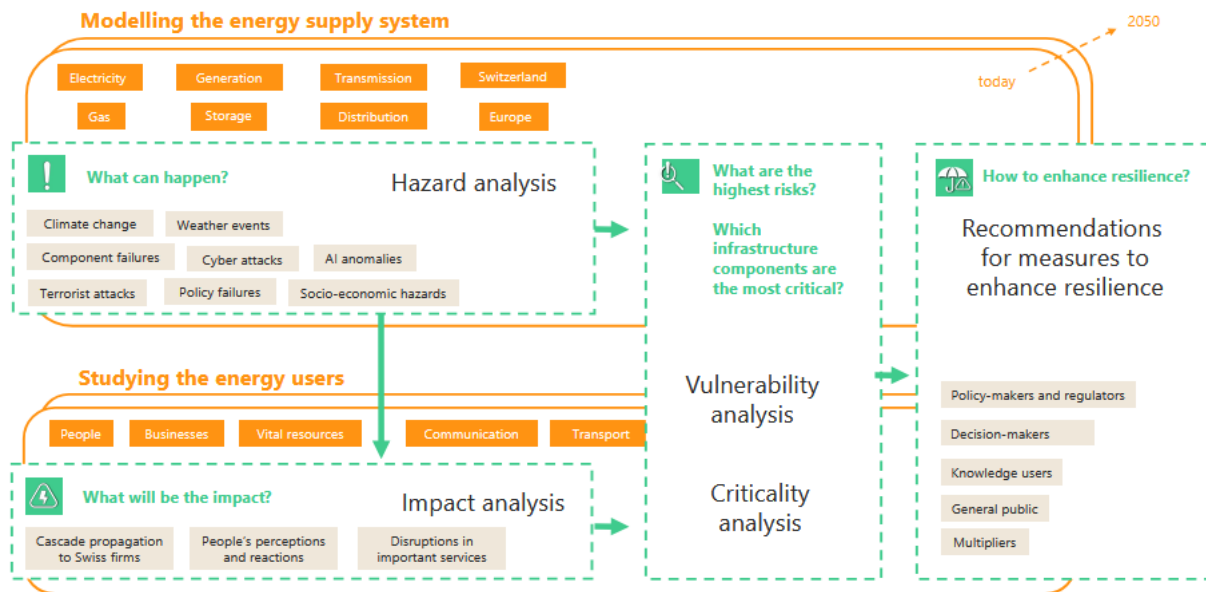 Modelling the energy supply system
2050
today
Electricity
Generation
Transmission
Switzerland
Gas
Storage
Distribution
Europe
What can happen?
Hazard analysis
Climate change
Weather events
Component failures
Cyber attacks
AI anomalies
Terrorist attacks
Policy failures
Socio-economic hazards
What are the
highest risks?
Which
infrastructure
components are
the most critical?
Vulnerability
analysis
Criticality
analysis
How to enhance resilience?
Recommendations
for measures to
enhance resilience
Policy-makers and regulators
Decision-makers
Knowledge users
General public
Multipliers
Studying the energy users
People
Businesses
Vital resources
Communication
Transport
What will be the impact?
Impact analysis
Cascade propagation
to Swiss firms
People's perceptions
and reactions
Disruptions in
important services